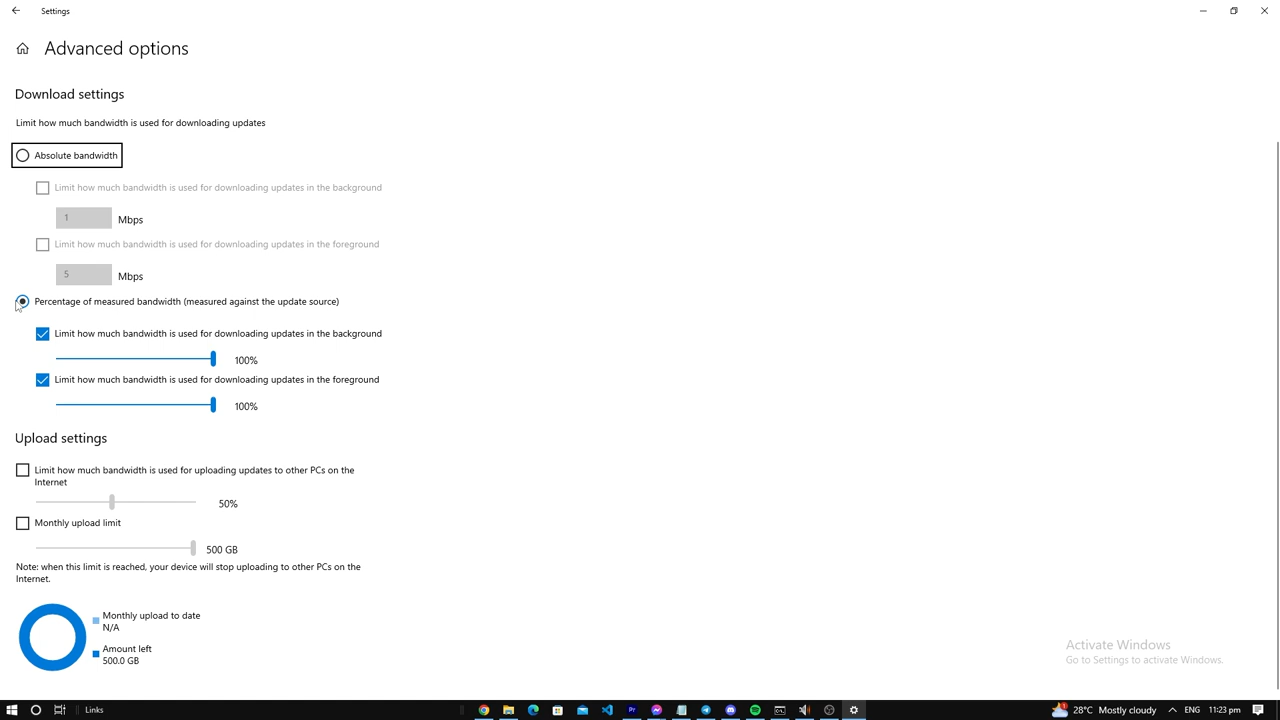 Settings
Advanced options
Download settings
Limit how much bandwidth is used for downloading updates
Absolute bandwidth
Limit how much bandwidth is used for downloading updates in the background
1 Mbps
Limit how much bandwidth is used for downloading updates in the foreground
5 Mbps
Percentage of measured bandwidth (measured against the update source)
Limit how much bandwidth is used for downloading updates in the background
100%
Limit how much bandwidth is used for downloading updates in the foreground
100%
Upload settings
Limit how much bandwidth is used for uploading updates to other PCs on the
Internet
50%
Monthly upload limit
500 GB
Note: when this limit is reached, your device will stop uploading to other PCs on the
Internet.
Monthly upload to date
N/A
Amount left
500.0 GB
Activate Windows
Go to Settings to activate Windows.
Links
Pr
1
28°C Mostly cloudy
ENG
11:23 pm